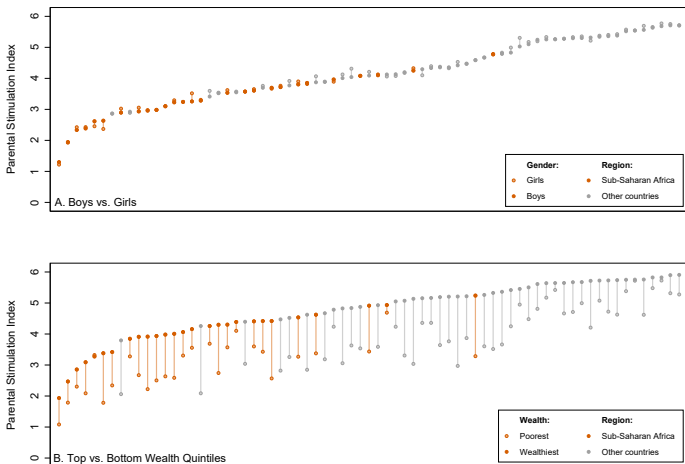 Parental Stimulation Index
6
5
4
3
2
1
0
A. Boys vs. Girls
Gender: Region:
Girls Sub-Saharan Africa
Boys Other countries
Parental Stimulation Index
6
5
4
3
2
1
0
B. Top vs. Bottom Wealth Quintiles
Wealth: Region:
Poorest Sub-Saharan Africa
Wealthiest Other countries